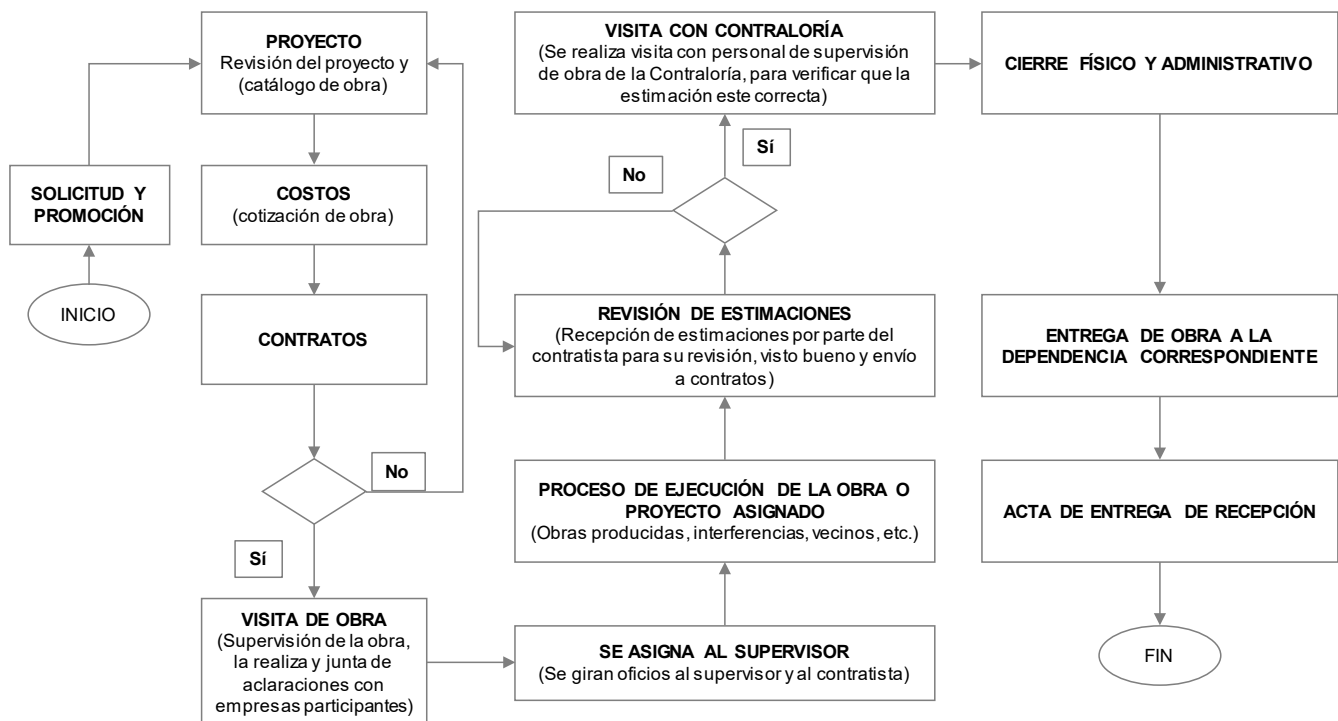 INICIO
SOLICITUD Y
PROMOCIÓN
PROYECTO
Revisión del proyecto y
(catálogo de obra)
COSTOS
(cotización de obra)
CONTRATOS
No
Sí
VISITA DE OBRA
(Supervisión de la obra,
la realiza y junta de
aclaraciones con
empresas participantes)
SE ASIGNA AL SUPERVISOR
(Se giran oficios al supervisor y al contratista)
PROCESO DE EJECUCIÓN DE LA OBRA O
PROYECTO ASIGNADO
(Obras producidas, interferencias, vecinos, etc.)
REVISIÓN DE ESTIMACIONES
(Recepción de estimaciones por parte del
contratista para su revisión, visto bueno y envío
a contratos)
No
Sí
VISITA CON CONTRALORÍA
(Se realiza visita con personal de supervisión
de obra de la Contraloría, para verificar que la
estimación este correcta)
CIERRE FÍSICO Y ADMINISTRATIVO
ENTREGA DE OBRA A LA
DEPENDENCIA CORRESPONDIENTE
ACTA DE ENTREGA DE RECEPCIÓN
FIN